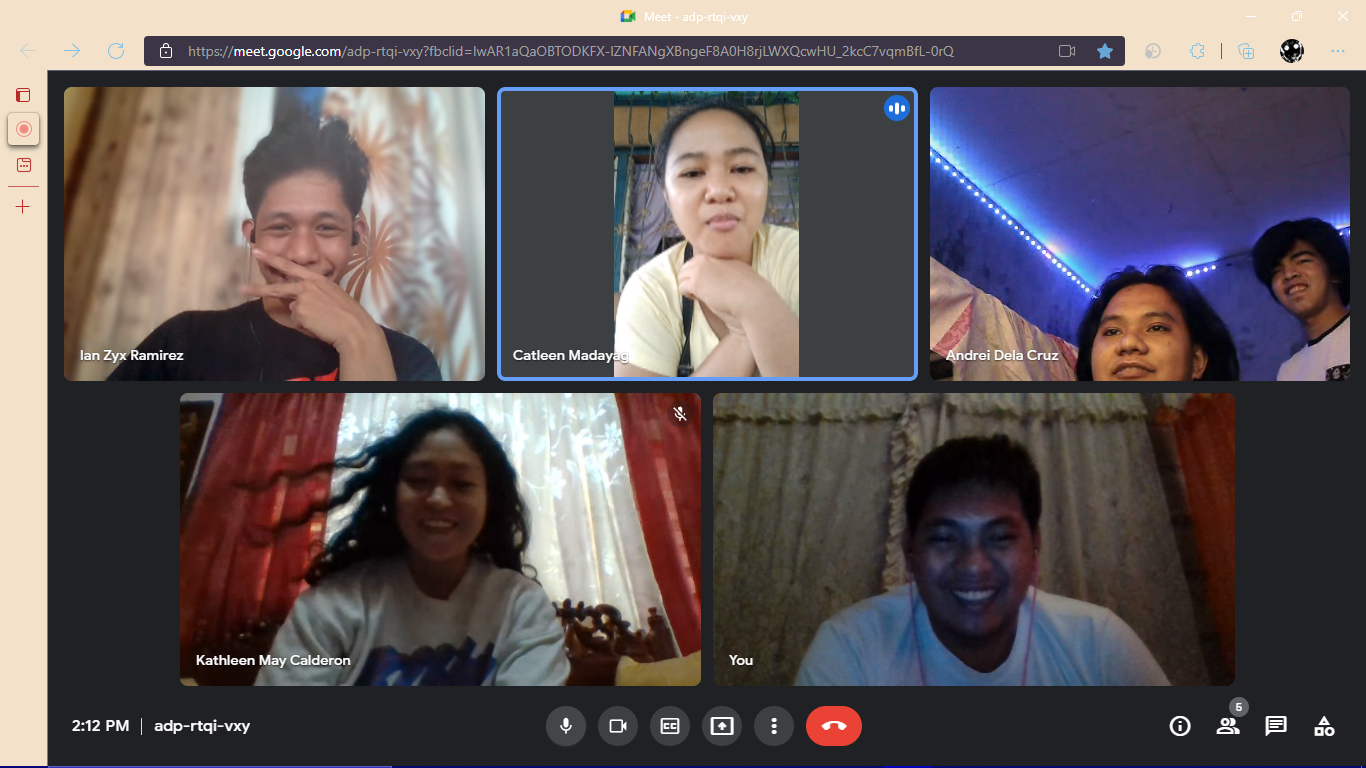 Meet - adp-rtqi-vxy
https://meet.google.com/adp-rtqi-vxy?fbclid=IwAR1aQaOBTODKFX-IZNFANgXBngeF8A0H8rjLWXQcwHU_2kcC7vqmBfL-0rQ
Ian Zyx Ramirez
Catleen Madayag
Andrei Dela Cruz
Kathleen May Calderon
You
2:12 PM | adp-rtqi-vxy
CC
5